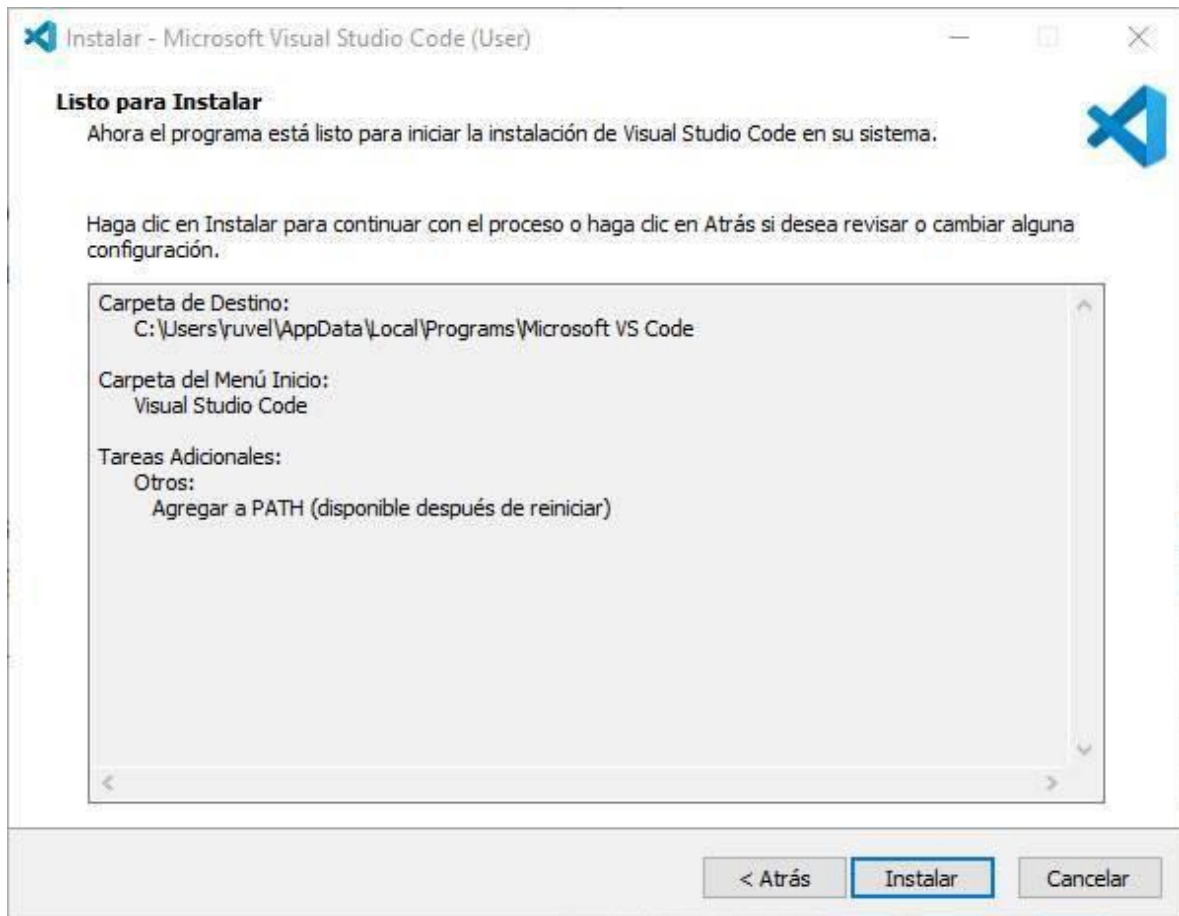 Instalar - Microsoft Visual Studio Code (User)
Listo para Instalar
Ahora el programa está listo para iniciar la instalación de Visual Studio Code en su sistema.
Haga clic en Instalar para continuar con el proceso o haga clic en Atrás si desea revisar o cambiar alguna
configuración.
Carpeta de Destino:
C:\Users\ruvel\AppData\Local\Programs\Microsoft VS Code
Carpeta del Menú Inicio:
Visual Studio Code
Tareas Adicionales:
Otros:
Agregar a PATH (disponible después de reiniciar)
< Atrás Instalar Cancelar